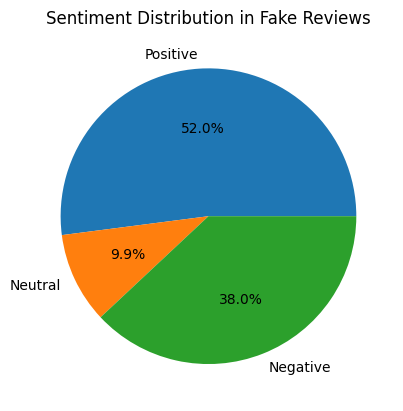 Sentiment Distribution in Fake Reviews
Positive
52.0%
9.9%
Neutral
38.0%
Negative